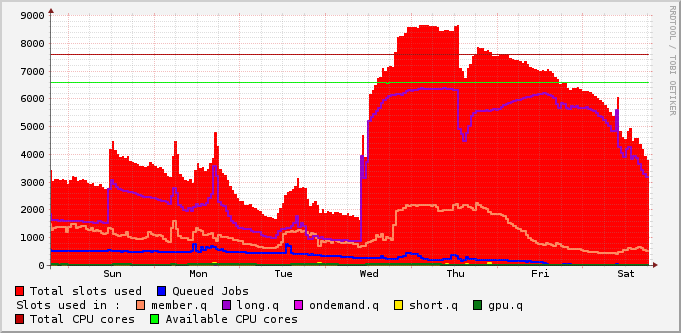 9000
8000
7000
6000
5000
4000
3000
2000
1000
0
Sun Mon Tue Wed Thu Fri Sat
RRDTOOL / TOBI OETIKER
Total slots used Queued Jobs
Slots used in : member.q long.q ondemand.q short.q gpu.q
Total CPU cores Available CPU cores